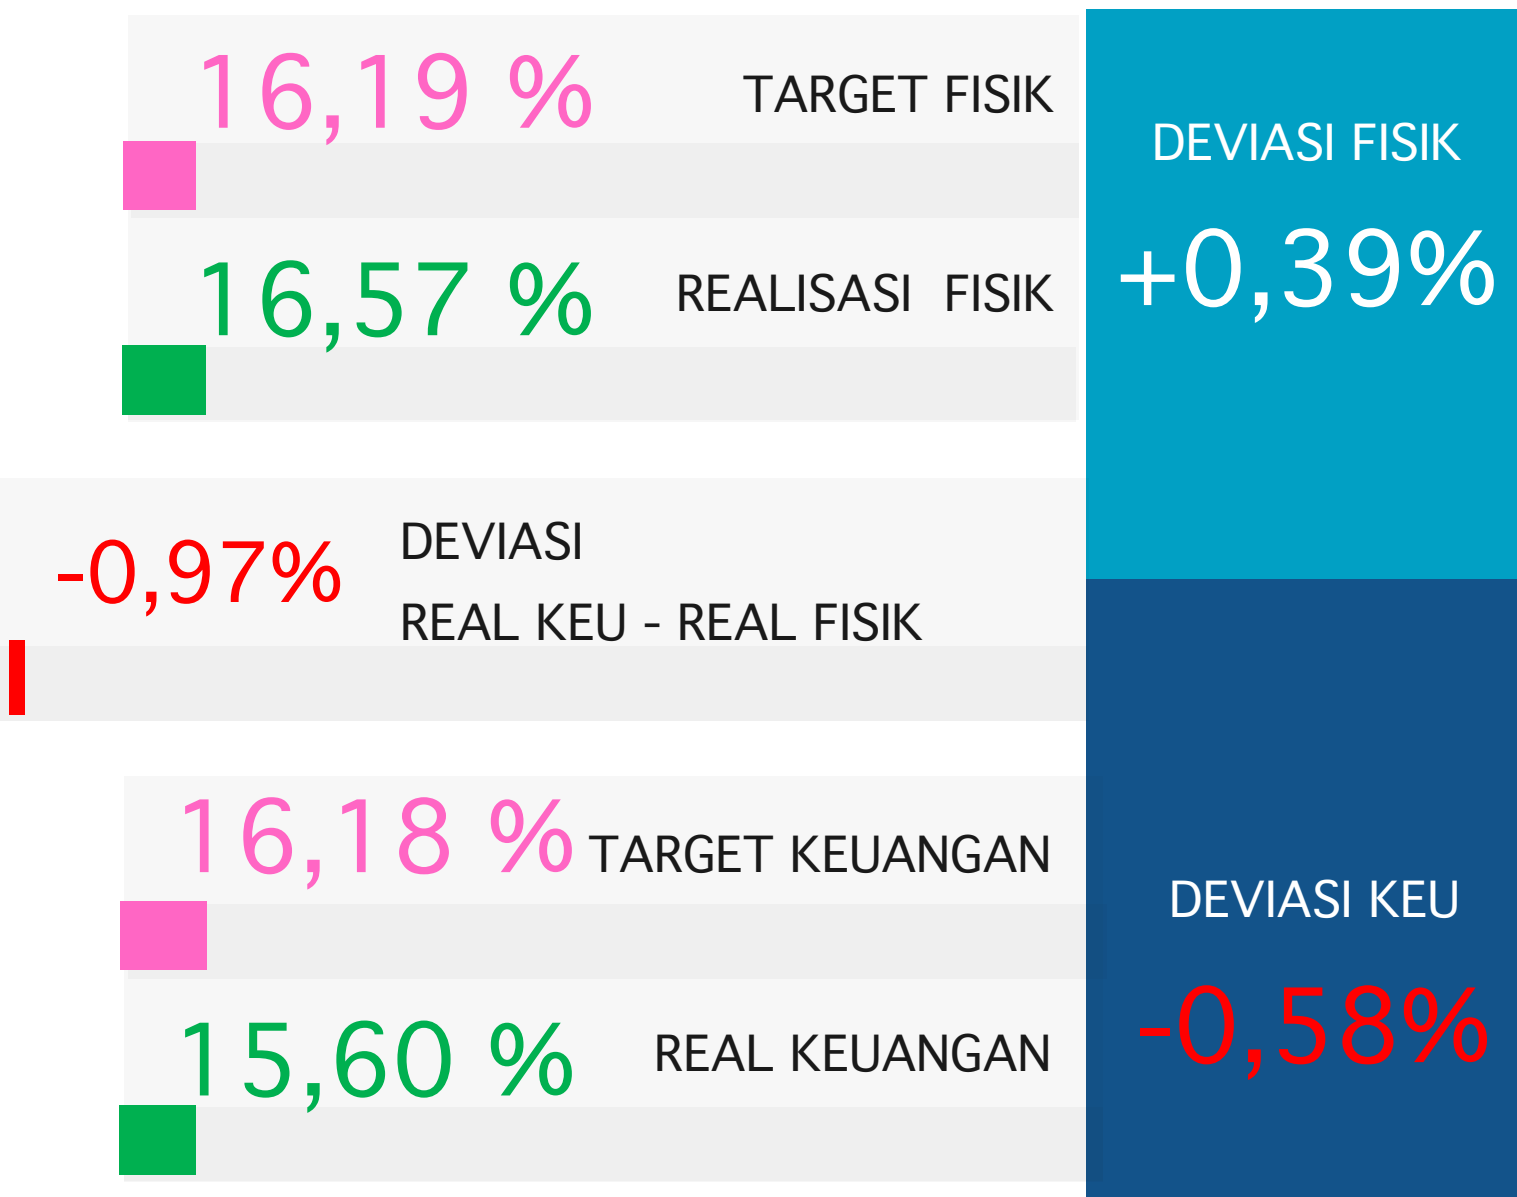 16,19 %
TARGET FISIK
16,57 %
REALISASI FISIK
DEVIASI FISIK
+0,39%
-0,97%
DEVIASI
REAL KEU - REAL FISIK
16,18 %
TARGET KEUANGAN
15,60 %
REAL KEUANGAN
DEVIASI KEU
-0,58%